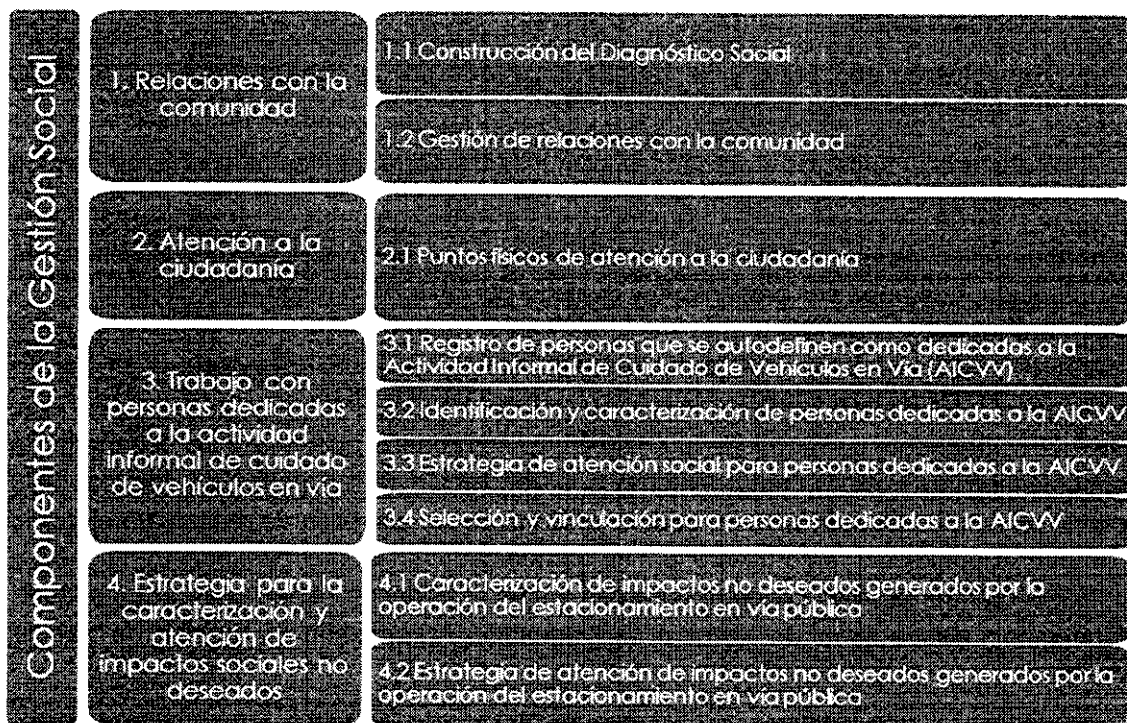 Componentes de la Gestión Social
1. Relaciones con la
comunidad
1.1 Construcción del Diagnóstico Social
1.2 Gestión de relaciones con la comunidad
2. Atención a la
ciudadanía
2.1 Puntos físicos de atención a la ciudadanía
3. Trabajo con
personas dedicadas
a la actividad
informal de cuidado
de vehículos en vía
3.1 Registro de personas que se autodefinen como dedicadas a la
Actividad Informal de Cuidado de Vehículos en Vía (AICVV)
3.2 Identificación y caracterización de personas dedicadas a la AICVV
3.3 Estrategia de atención social para personas dedicadas a la AICVV
3.4 Selección y vinculación para personas dedicadas a la AICVV
4. Estrategia para la
caracterización y
atención de
impactos sociales no
deseados
4.1 Caracterización de impactos no deseados generados por la
operación del estacionamiento en vía pública
4.2 Estrategia de atención de impactos no deseados generados por la
operación del estacionamiento en vía pública